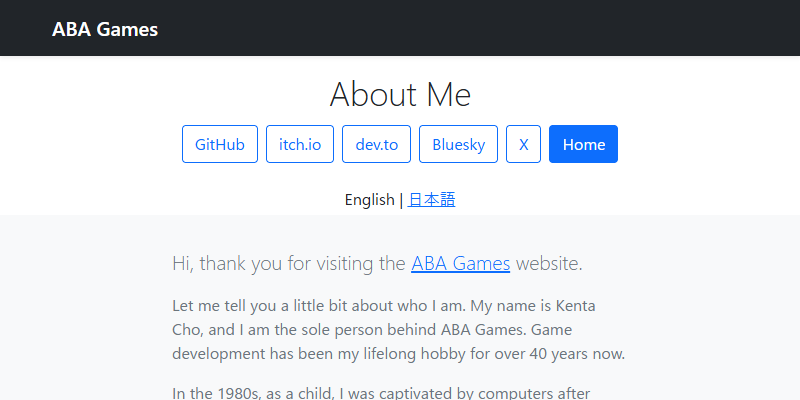 ABA Games
About Me
GitHub itch.io dev.to Bluesky X Home
English | 日本語
Hi, thank you for visiting the ABA Games website.
Let me tell you a little bit about who I am. My name is Kenta
Cho, and I am the sole person behind ABA Games. Game
development has been my lifelong hobby for over 40 years now.
In the 1980s, as a child, I was captivated by computers after